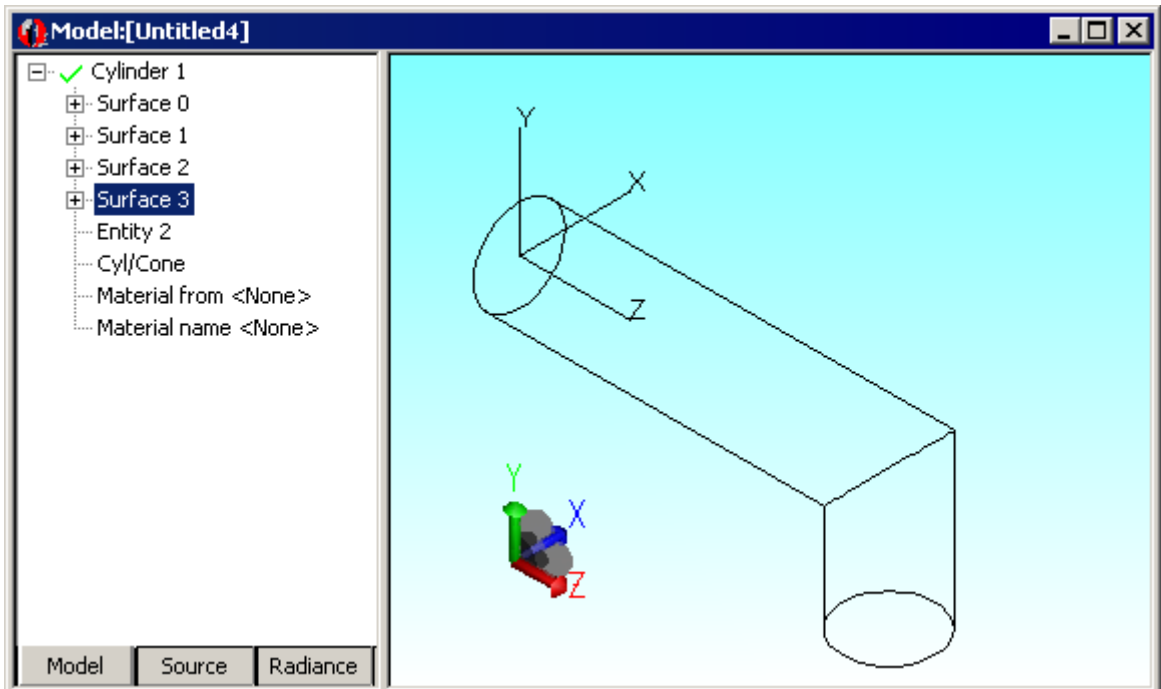 Model:[Untitled4]
Cylinder 1
Surface 0
Surface 1
Surface 2
Surface 3
Entity 2
Cyl/Cone
Material from <None>
Material name <None>
Model Source Radiance
Y
X
Z
Y
X
Z